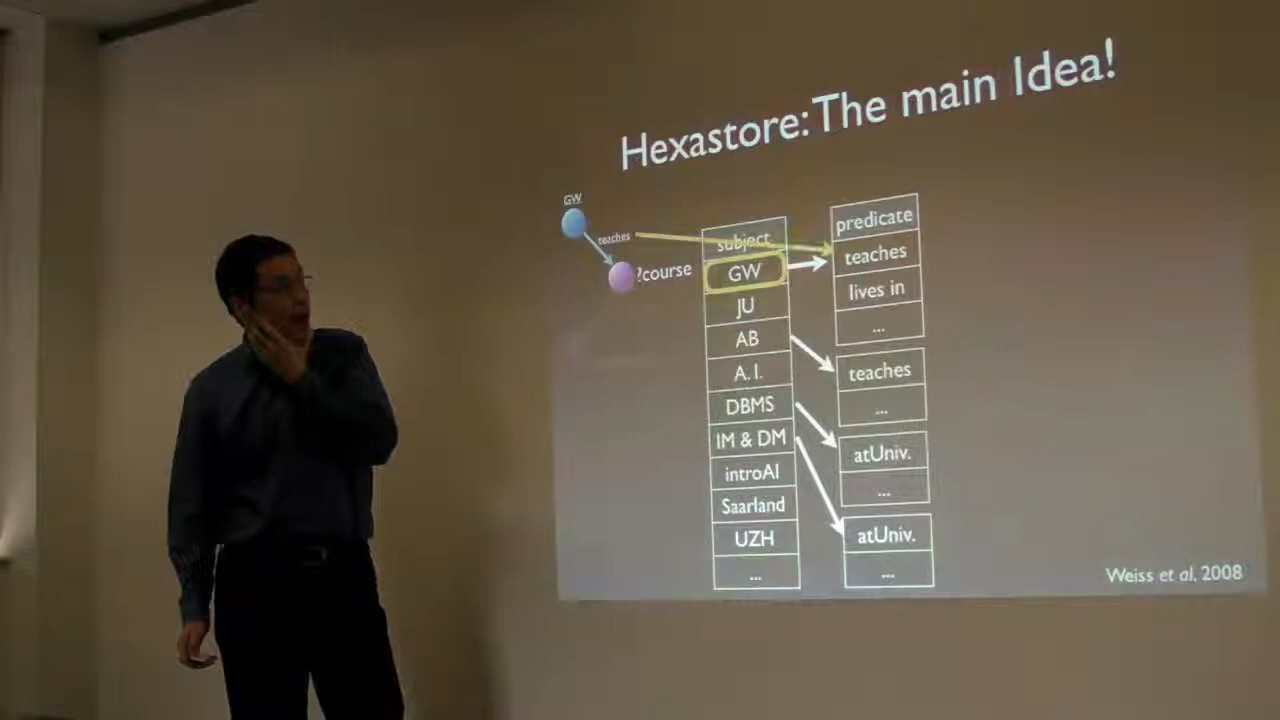 Hexastore: The main Idea!
GW
teaches
?course
subject
GW
JU
AB
A. I.
DBMS
IM & DM
introAI
Saarland
UZH
...
predicate
teaches
lives in
...
teaches
...
atUniv.
...
atUniv.
...
Weiss et al, 2008